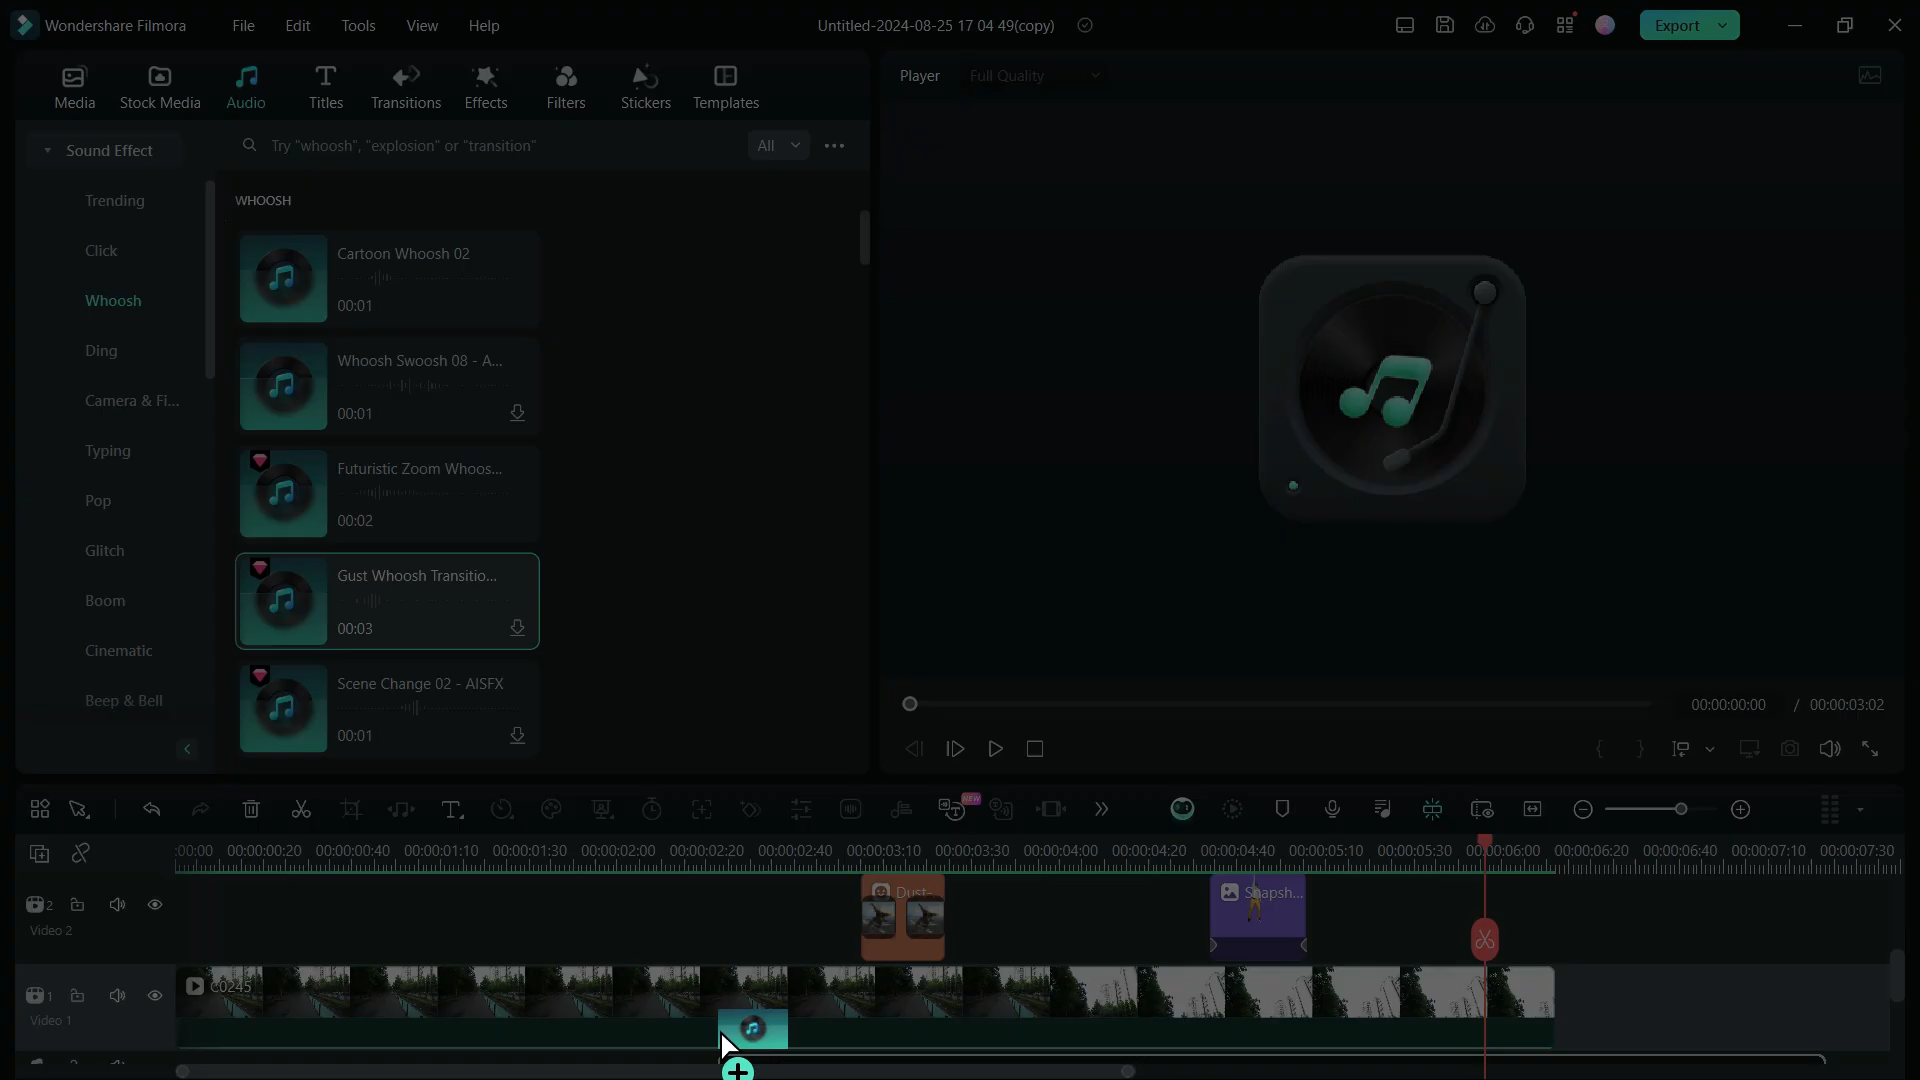 Wondershare Filmora
File
Edit
Tools
View
Help
Untitled-2024-08-25 17 04 49(copy)
Export
Media
Stock Media
Audio
Titles
Transitions
Effects
Filters
Stickers
Templates
Player
Full Quality
Sound Effect
Try "whoosh", "explosion" or "transition"
All
Trending
Click
Whoosh
Ding
Camera & Fi...
Typing
Pop
Glitch
Boom
Cinematic
Beep & Bell
WHOOSH
Cartoon Whoosh 02
00:01
Whoosh Swoosh 08 - A...
00:01
Futuristic Zoom Whoos...
00:02
Gust Whoosh Transitio...
00:03
Scene Change 02 - AISFX
00:01
00:00:00:00 / 00:00:03:02
NEW
:00:00 00:00:00:20 00:00:00:40 00:00:01:10 00:00:01:30 00:00:02:00 00:00:02:20 00:00:02:40 00:00:03:10 00:00:03:30 00:00:04:00 00:00:04:20 00:00:04:40 00:00:05:10 00:00:05:30 00:00:06:00 00:00:06:20 00:00:06:40 00:00:07:10 00:00:07:30
2
Video 2
Dust-
Snapsh...
1
Video 1
C0245